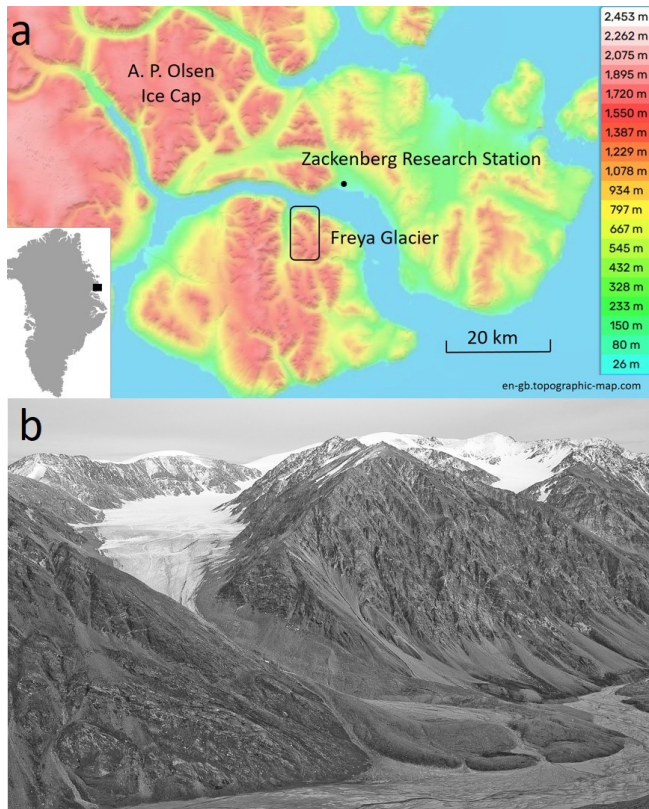 a
A. P. Olsen
Ice Cap
Zackenberg Research Station
Freya Glacier
20 km
en-gb.topographic-map.com
2,453 m
2,262 m
2,075 m
1,895 m
1,720 m
1,550 m
1,387 m
1,229 m
1,078 m
934 m
797 m
667 m
545 m
432 m
328 m
233 m
150 m
80 m
26 m
b